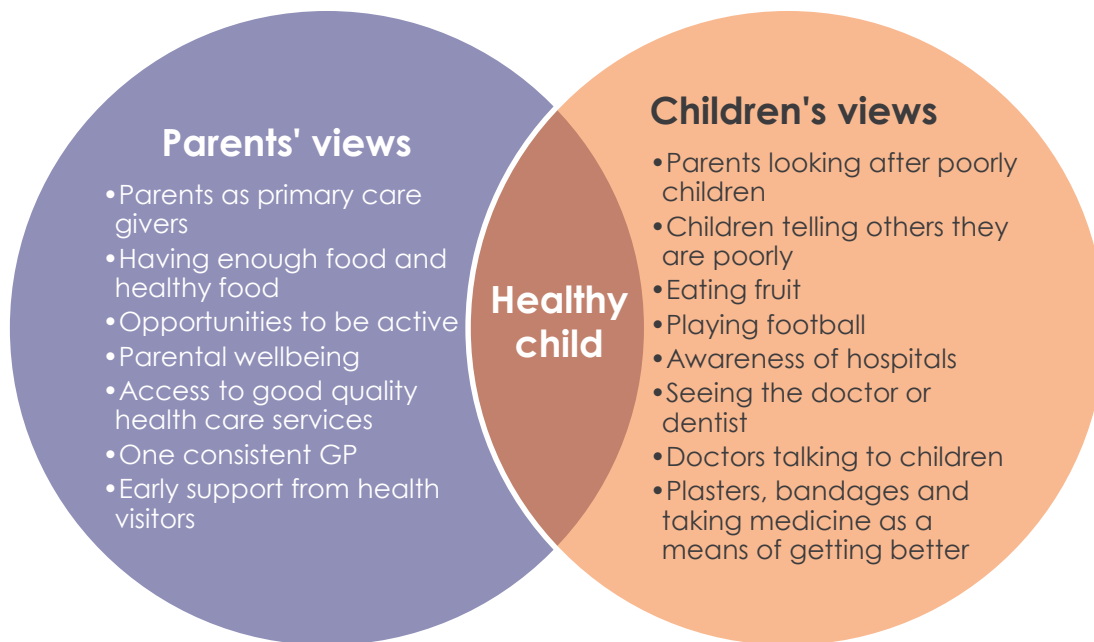 Parents' views
•Parents as primary care
givers
•Having enough food and
healthy food
•Opportunities to be active
•Parental wellbeing
•Access to good quality
health care services
•One consistent GP
•Early support from health
visitors
Healthy
child
Children's views
•Parents looking after poorly
children
•Children telling others they
are poorly
•Eating fruit
•Playing football
•Awareness of hospitals
•Seeing the doctor or
dentist
•Doctors talking to children
•Plasters, bandages and
taking medicine as a
means of getting better